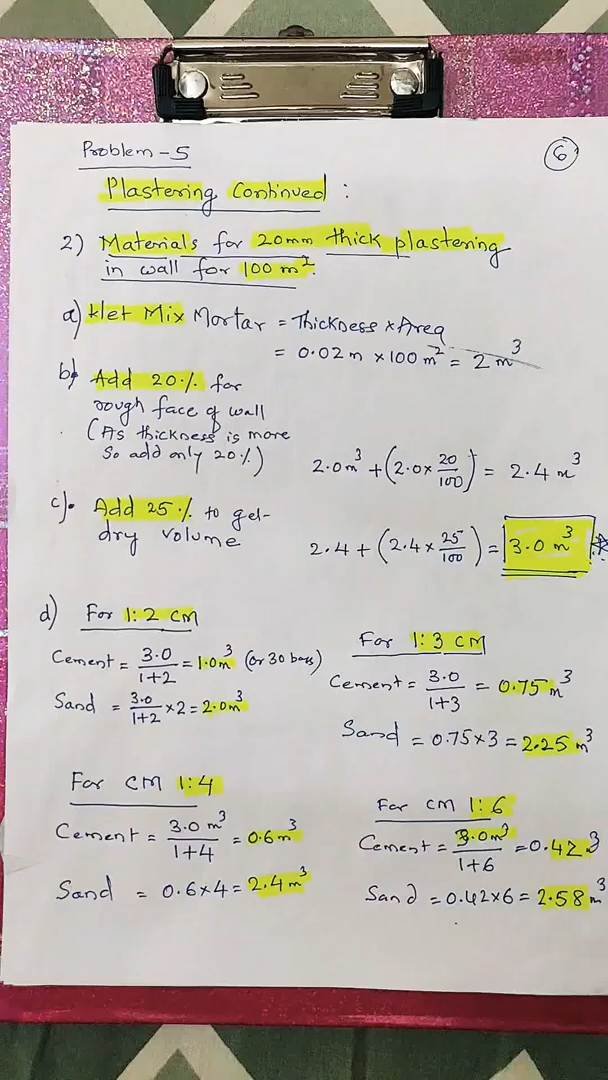 Problem - 5
6
Plastering Continued :
2) Materials for 20mm thick plastering
in wall for 100 m².
a) Wet Mix Mortar = Thickness × Area
= 0.02 m × 100 m² = 2 m³
b) Add 20% for
rough face of wall
(As thickness is more
so add only 20%)
2.0 m³ + (2.0 × 20/100) = 2.4 m³
c). Add 25% to get
dry volume
2.4 + (2.4 × 25/100) = 3.0 m³
d) For 1:2 CM
Cement = 3.0/1+2 = 1.0 m³ (or 30 bags)
Sand = 3.0/1+2 × 2 = 2.0 m³
For 1:3 CM
Cement = 3.0/1+3 = 0.75 m³
Sand = 0.75 × 3 = 2.25 m³
For CM 1:4
Cement = 3.0 m³/1+4 = 0.6 m³
Sand = 0.6 × 4 = 2.4 m³
For CM 1:6
Cement = 3.0 m³/1+6 = 0.42 3
Sand = 0.42×6 = 2.58 m³